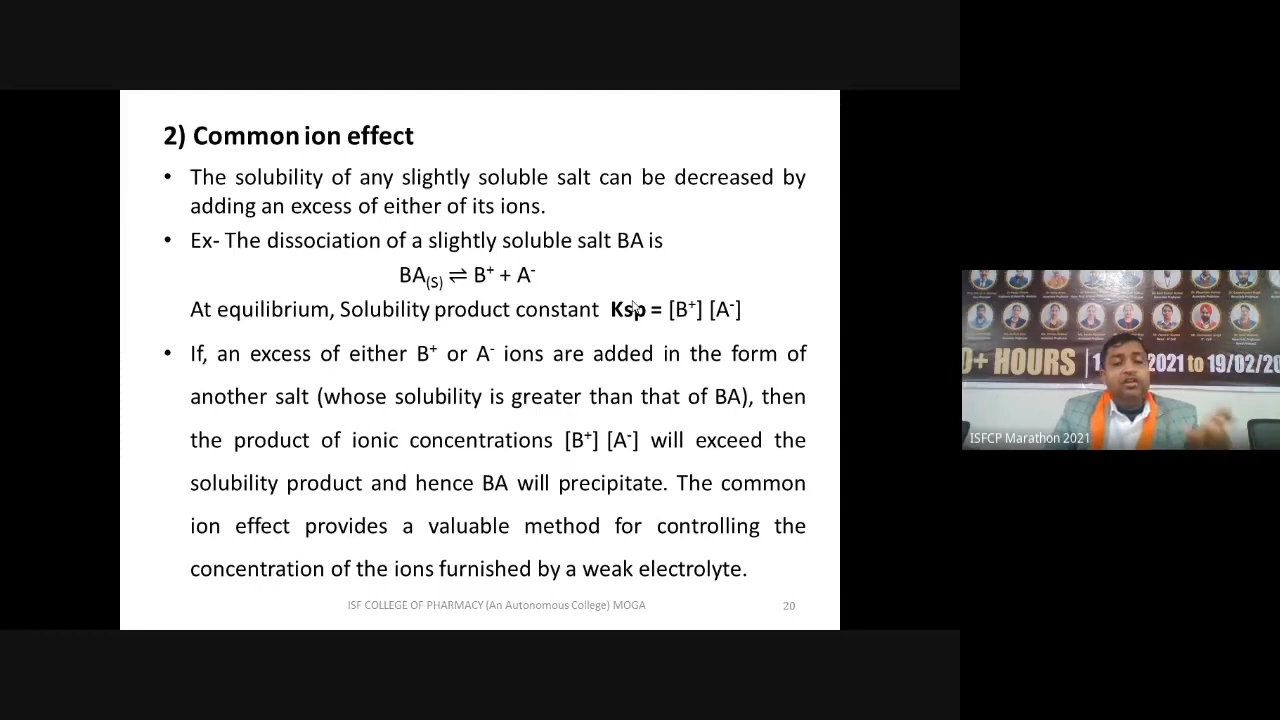 2) Common ion effect
• The solubility of any slightly soluble salt can be decreased by
adding an excess of either of its ions.
• Ex- The dissociation of a slightly soluble salt BA is
BA(S) ⇌ B⁺ + A⁻
At equilibrium, Solubility product constant Ksp = [B⁺] [A⁻]
• If, an excess of either B⁺ or A⁻ ions are added in the form of
another salt (whose solubility is greater than that of BA), then
the product of ionic concentrations [B⁺] [A⁻] will exceed the
solubility product and hence BA will precipitate. The common
ion effect provides a valuable method for controlling the
concentration of the ions furnished by a weak electrolyte.
ISF COLLEGE OF PHARMACY (An Autonomous College) MOGA
20
0+ HOURS 2021 to 19/02/20
ISFCP Marathon 2021